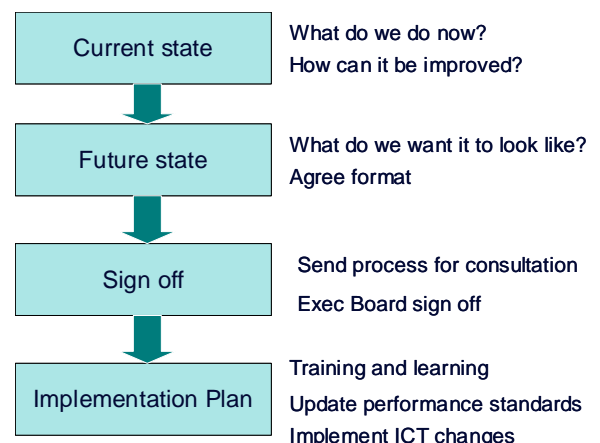 Current state
What do we do now?
How can it be improved?
Future state
What do we want it to look like?
Agree format
Sign off
Send process for consultation
Exec Board sign off
Implementation Plan
Training and learning
Update performance standards
Implement ICT changes